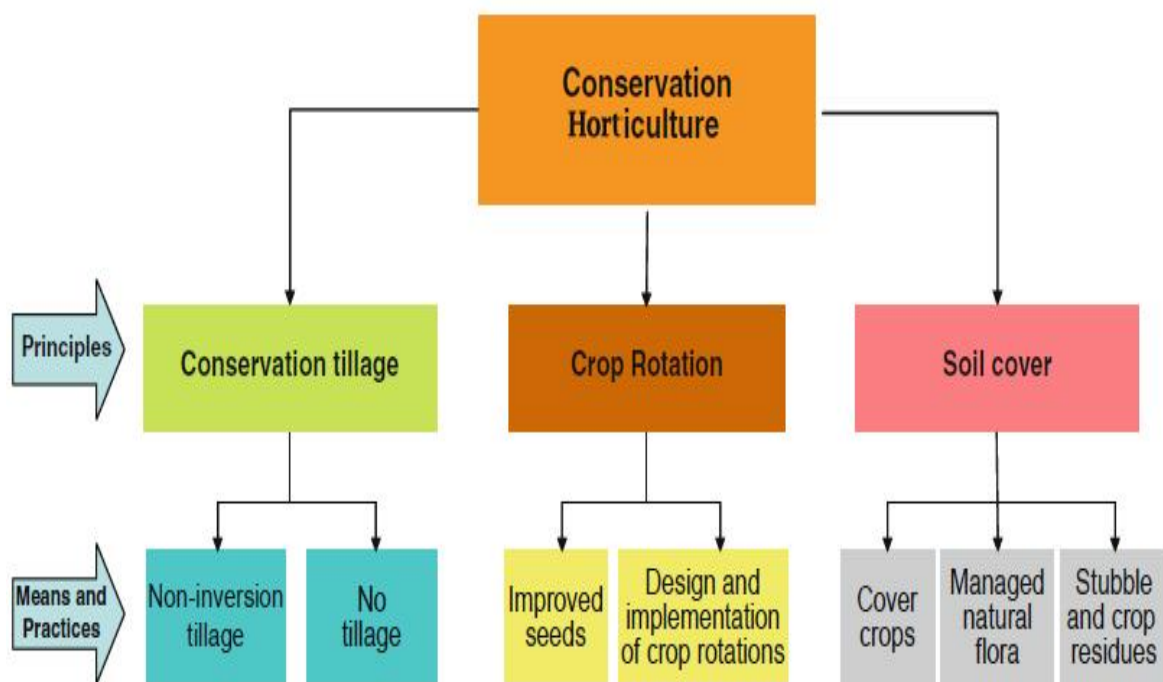 Conservation
Horticulture
Principles
Conservation tillage
Crop Rotation
Soil cover
Means and
Practices
Non-inversion
tillage
No
tillage
Improved
seeds
Design and
implementation
of crop rotations
Cover
crops
Managed
natural
flora
Stubble
and crop
residues